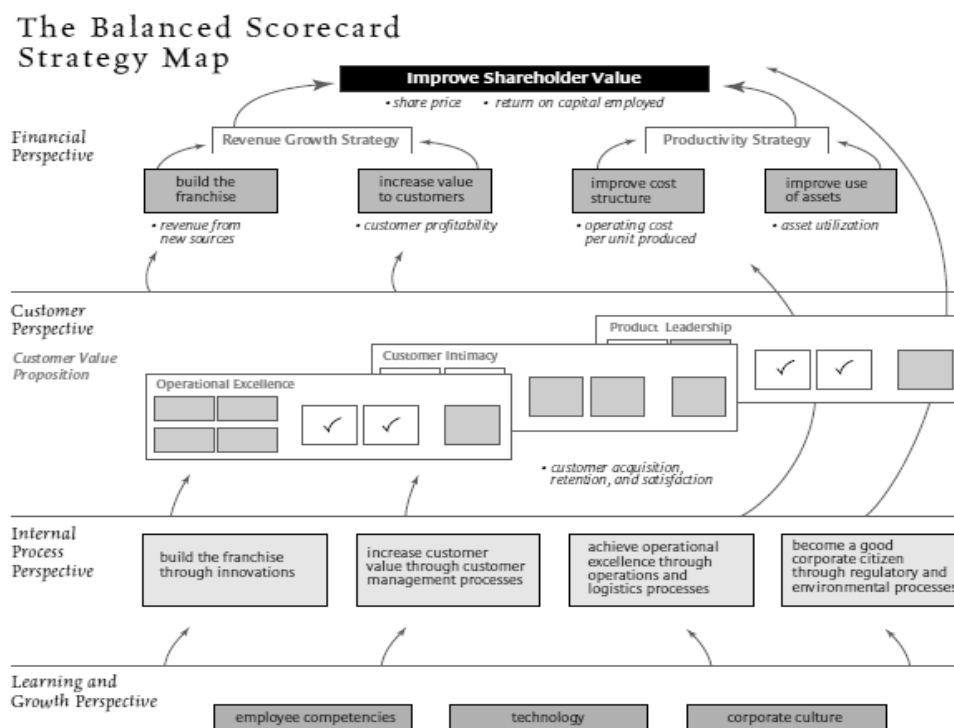 The Balanced Scorecard
Strategy Map
Improve Shareholder Value
• share price • return on capital employed
Financial
Perspective
Revenue Growth Strategy
Productivity Strategy
build the
franchise
increase value
to customers
improve cost
structure
improve use
of assets
• revenue from
new sources
• customer profitability
• operating cost
per unit produced
• asset utilization
Customer
Perspective
Customer Value
Proposition
Product Leadership
Customer Intimacy
Operational Excellence
• customer acquisition,
retention, and satisfaction
Internal
Process
Perspective
build the franchise
through innovations
increase customer
value through customer
management processes
achieve operational
excellence through
operations and
logistics processes
become a good
corporate citizen
through regulatory and
environmental processes
Learning and
Growth Perspective
employee competencies
technology
corporate culture